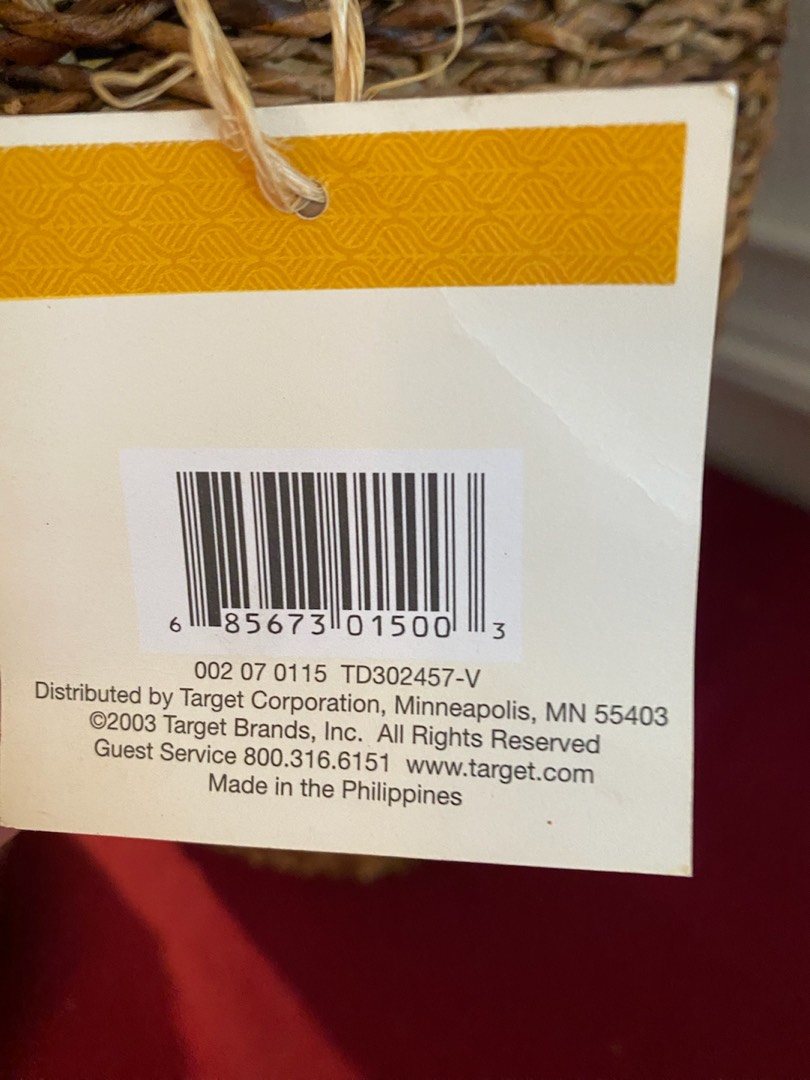 6 85673 01500 3
002 07 0115 TD302457-V
Distributed by Target Corporation, Minneapolis, MN 55403
©2003 Target Brands, Inc. All Rights Reserved
Guest Service 800.316.6151 www.target.com
Made in the Philippines